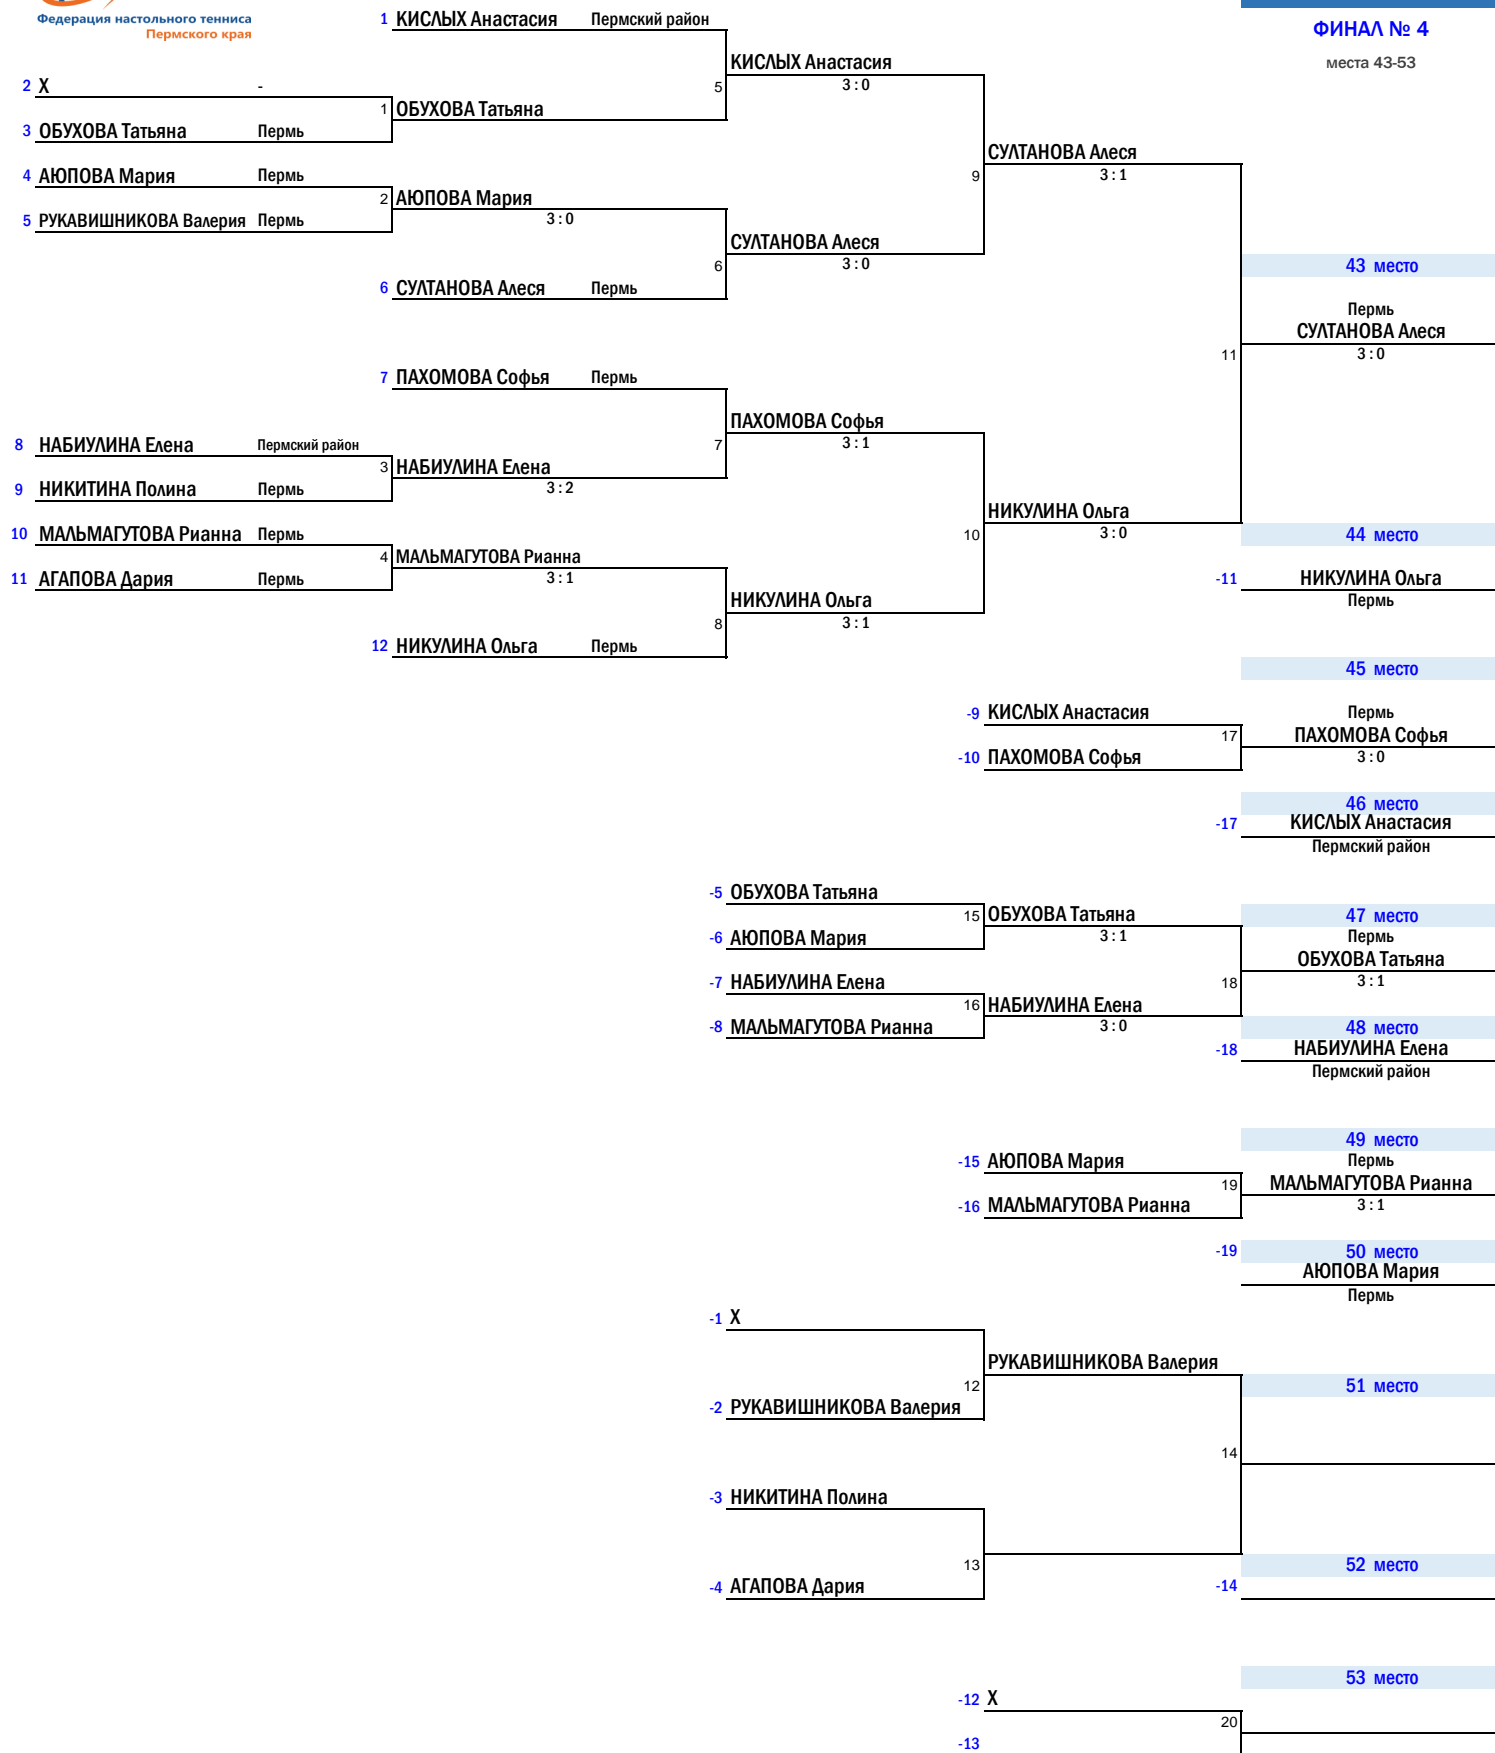 Федерация настольного тенниса
Пермского края
ФИНАЛ № 4
места 43-53
1 КИСЛЫХ Анастасия Пермский район
КИСЛЫХ Анастасия
3 : 0
2 X -
5
1 ОБУХОВА Татьяна
3 ОБУХОВА Татьяна Пермь
СУЛТАНОВА Алеся
3 : 1
4 АЮПОВА Мария Пермь
9
2 АЮПОВА Мария
3 : 0
5 РУКАВИШНИКОВА Валерия Пермь
СУЛТАНОВА Алеся
3 : 0
6
43 место
6 СУЛТАНОВА Алеся Пермь
Пермь
СУЛТАНОВА Алеся
11 3 : 0
7 ПАХОМОВА Софья Пермь
ПАХОМОВА Софья
7 3 : 1
8 НАБИУЛИНА Елена Пермский район
3 НАБИУЛИНА Елена
3 : 2
9 НИКИТИНА Полина Пермь
НИКУЛИНА Ольга
10 3 : 0
10 МАЛЬМАГУТОВА Рианна Пермь
44 место
4 МАЛЬМАГУТОВА Рианна
3 : 1
11 АГАПОВА Дария Пермь
-11 НИКУЛИНА Ольга
Пермь
НИКУЛИНА Ольга
8 3 : 1
12 НИКУЛИНА Ольга Пермь
45 место
-9 КИСЛЫХ Анастасия
Пермь
17 ПАХОМОВА Софья
3 : 0
-10 ПАХОМОВА Софья
46 место
-17 КИСЛЫХ Анастасия
Пермский район
-5 ОБУХОВА Татьяна
15 ОБУХОВА Татьяна
3 : 1
47 место
-6 АЮПОВА Мария
Пермь
ОБУХОВА Татьяна
-7 НАБИУЛИНА Елена
18 3 : 1
16 НАБИУЛИНА Елена
3 : 0
-8 МАЛЬМАГУТОВА Рианна
48 место
-18 НАБИУЛИНА Елена
Пермский район
49 место
-15 АЮПОВА Мария
Пермь
19 МАЛЬМАГУТОВА Рианна
3 : 1
-16 МАЛЬМАГУТОВА Рианна
-19 50 место
АЮПОВА Мария
Пермь
-1 X
РУКАВИШНИКОВА Валерия
12
51 место
-2 РУКАВИШНИКОВА Валерия
14
-3 НИКИТИНА Полина
13
52 место
-4 АГАПОВА Дария
-14
53 место
-12 X
20
-13